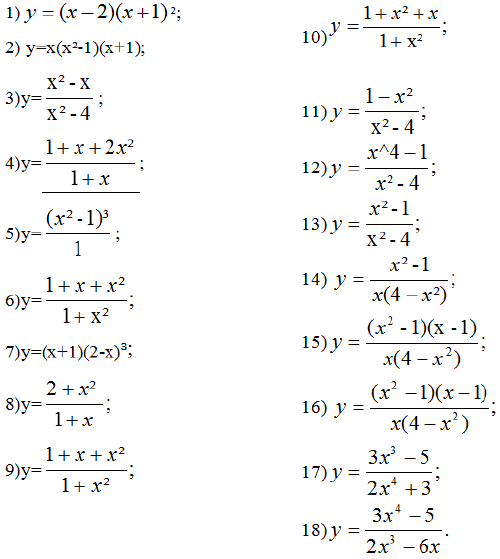 1) y = (x−2)(x+1)²;
2) y=x(x²-1)(x+1);
3)y= (x² - x)/(x² - 4) ;
4)y= (1+x+2x²)/(1+x) ;
5)y= (x² -1)³/1 ;
6)y= (1+x+x²)/(1+x²);
7)y=(x+1)(2-x)³;
8)y= (2+x²)/(1+x);
9)y= (1+x+x²)/(1+x²);
10) y = (1+x²+x)/(1+x²);
11) y = (1−x²)/(x² - 4);
12) y = (x^4−1)/(x² - 4);
13) y = (x² -1)/(x² - 4);
14) y = (x² -1)/(x(4−x²));
15) y = (x² -1)(x -1)/(x(4−x²));
16) y = (x² −1)(x−1)/(x(4−x²));
17) y = (3x³ −5)/(2x⁴ +3);
18) y = (3x⁴ −5)/(2x³ −6x).